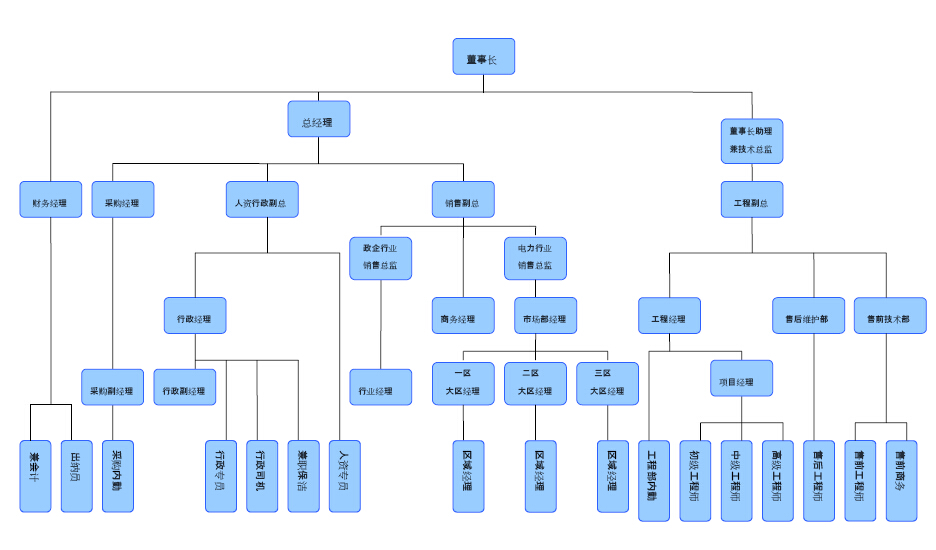 董事长
总经理
董事长助理
兼技术总监
财务经理
采购经理
人资行政副总
销售副总
工程副总
政企行业
销售总监
电力行业
销售总监
行政经理
商务经理
市场部经理
工程经理
售后维护部
售前技术部
采购副经理
行政副经理
行业经理
一区
大区经理
二区
大区经理
三区
大区经理
项目经理
兼会计
出纳员
采购内勤
行政专员
行政司机
兼职保洁
人资专员
区域经理
区域经理
区域经理
工程部内勤
初级工程师
中级工程师
高级工程师
售后工程师
售前工程师
售前商务